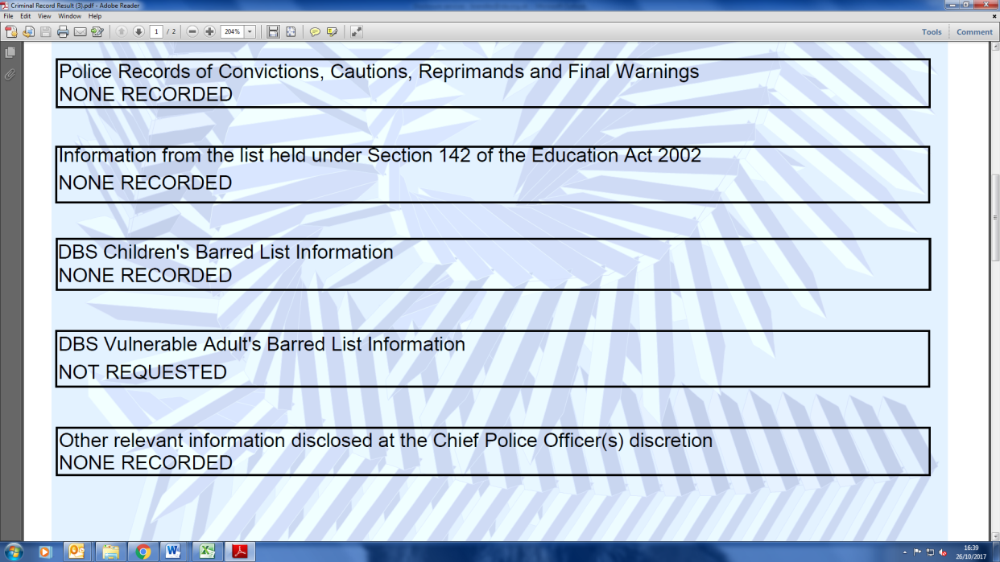 Criminal Record Result (3).pdf - Adobe Reader
File Edit View Window Help
1 / 2 204% Tools Comment
Police Records of Convictions, Cautions, Reprimands and Final Warnings
NONE RECORDED
Information from the list held under Section 142 of the Education Act 2002
NONE RECORDED
DBS Children's Barred List Information
NONE RECORDED
DBS Vulnerable Adult's Barred List Information
NOT REQUESTED
Other relevant information disclosed at the Chief Police Officer(s) discretion
NONE RECORDED
16:39
26/10/2017